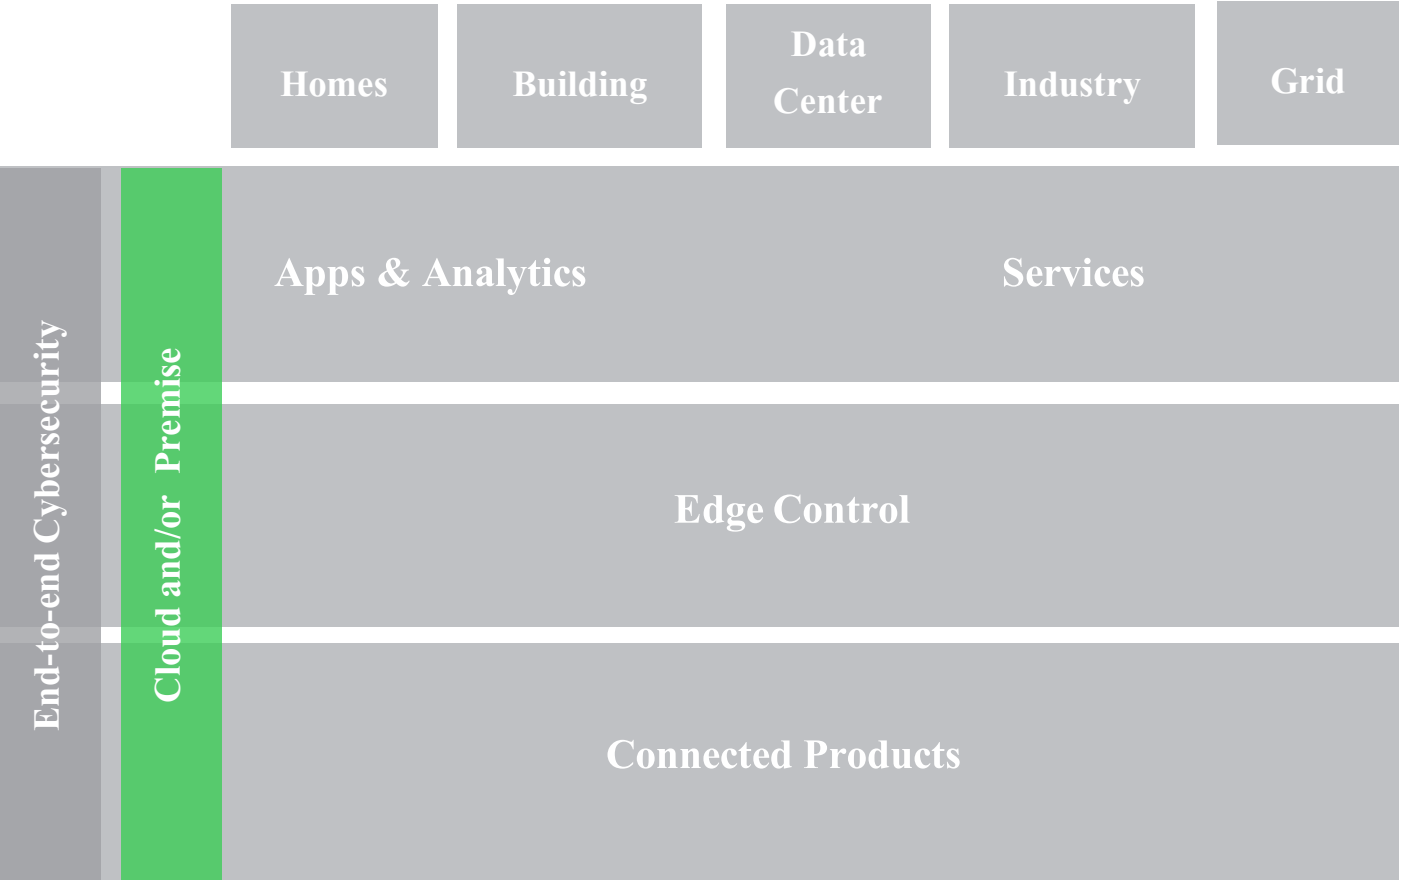 Homes
Building
Data
Center
Industry
Grid
Apps & Analytics
Services
Edge Control
Connected Products
End-to-end Cybersecurity
Cloud and/or Premise